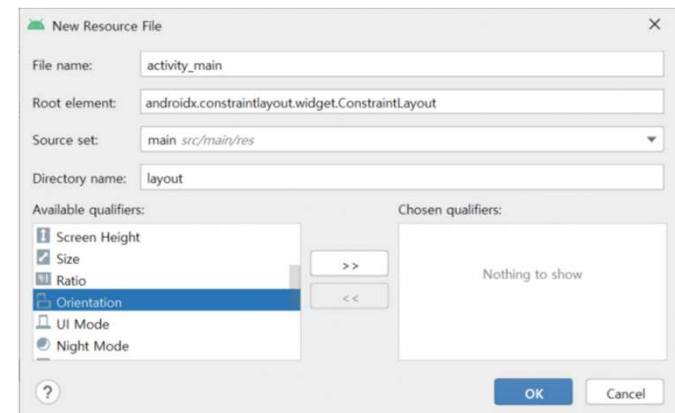 New Resource File
File name: activity_main
Root element: androidx.constraintlayout.widget.ConstraintLayout
Source set: main src/main/res
Directory name: layout
Available qualifiers:
Screen Height
Size
Ratio
Orientation
UI Mode
Night Mode
>>
<<
Chosen qualifiers:
Nothing to show
?
OK
Cancel